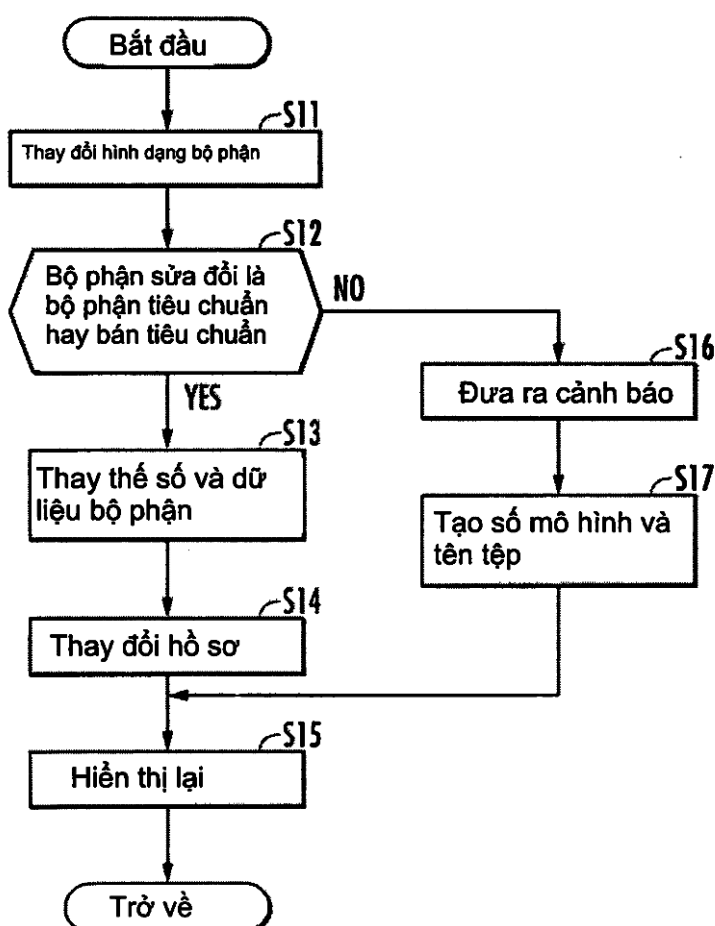 Bắt đầu
S11
Thay đổi hình dạng bộ phận
S12
Bộ phận sửa đổi là
bộ phận tiêu chuẩn
hay bán tiêu chuẩn
NO
YES
S16
Đưa ra cảnh báo
S13
Thay thế số và dữ
liệu bộ phận
S17
Tạo số mô hình và
tên tệp
S14
Thay đổi hồ sơ
S15
Hiển thị lại
Trở về